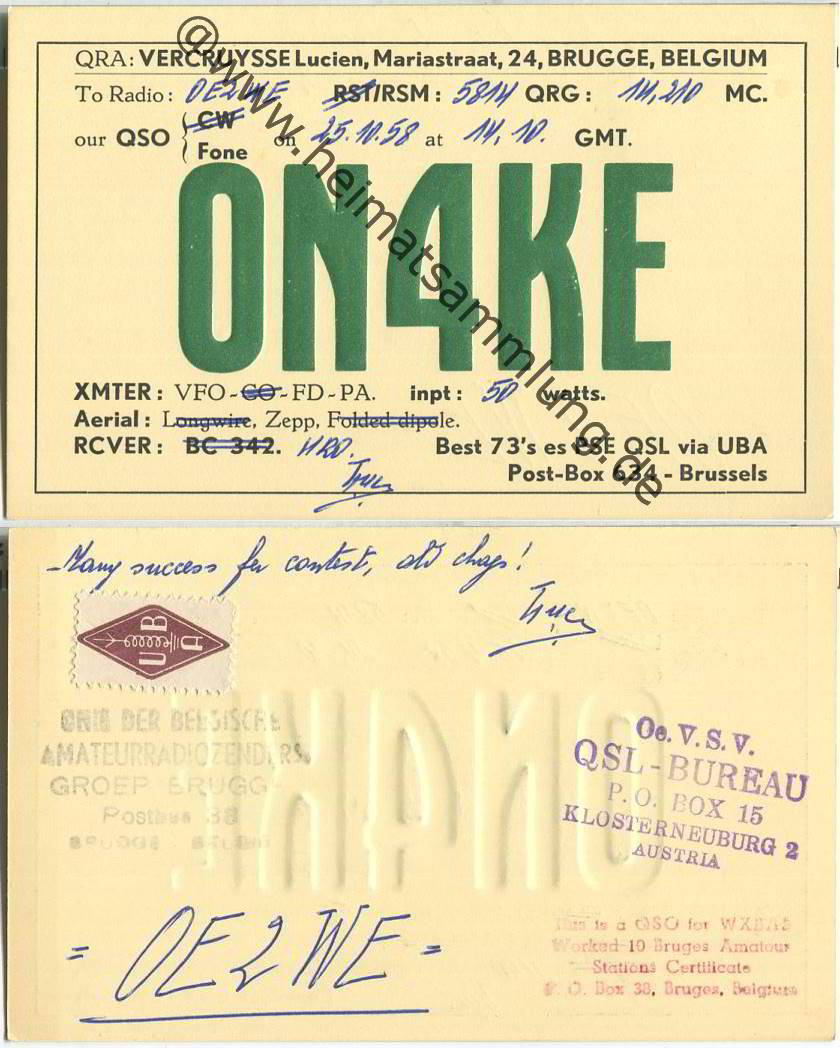 QRA: VERCRUYSSE Lucien, Mariastraat, 24, BRUGGE, BELGIUM
To Radio: OE2WE RST/RSM: 5814 QRG: 14,210 MC.
our QSO { CW
Fone on 25.10.58 at 14,10. GMT.
ON4KE
XMTER: VFO-CO-FD-PA. inpt: 50 watts.
Aerial: Longwire, Zepp, Folded dipole.
RCVER: BC 342. HRO. Best 73's es PSE QSL via UBA
Post-Box 634 - Brussels
@www.heimatsammlung.de
Many success for contest, old chaps!
UBA
DER BELGISCHE
AMATEURRADIOZENDERS
GROEP BRUGG
Postbus 38
BRUGGE
Oe. V. S. V.
QSL-BUREAU
P. O. BOX 15
KLOSTERNEUBURG 2
AUSTRIA
= OE2WE =
This is a QSO for WXBAS
Worked 10 Bruges Amateur
Stations Certificate
P. O. Box 38, Bruges, Belgium